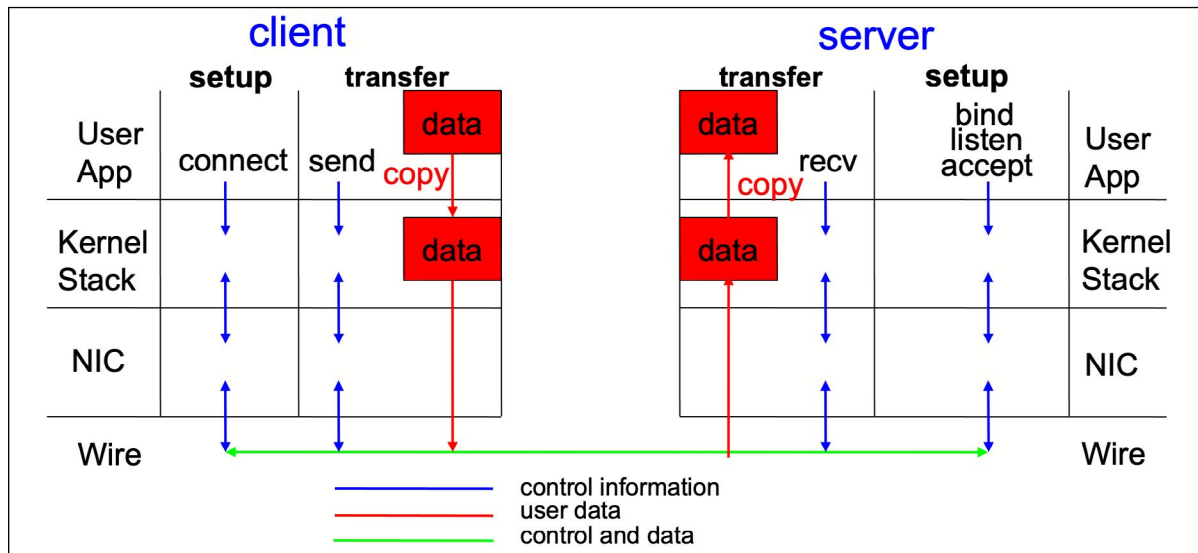 client
server
setup
transfer
transfer
setup
User
App
connect
send
data
copy
data
copy
recv
bind
listen
accept
User
App
Kernel
Stack
data
data
Kernel
Stack
NIC
NIC
Wire
Wire
control information
user data
control and data